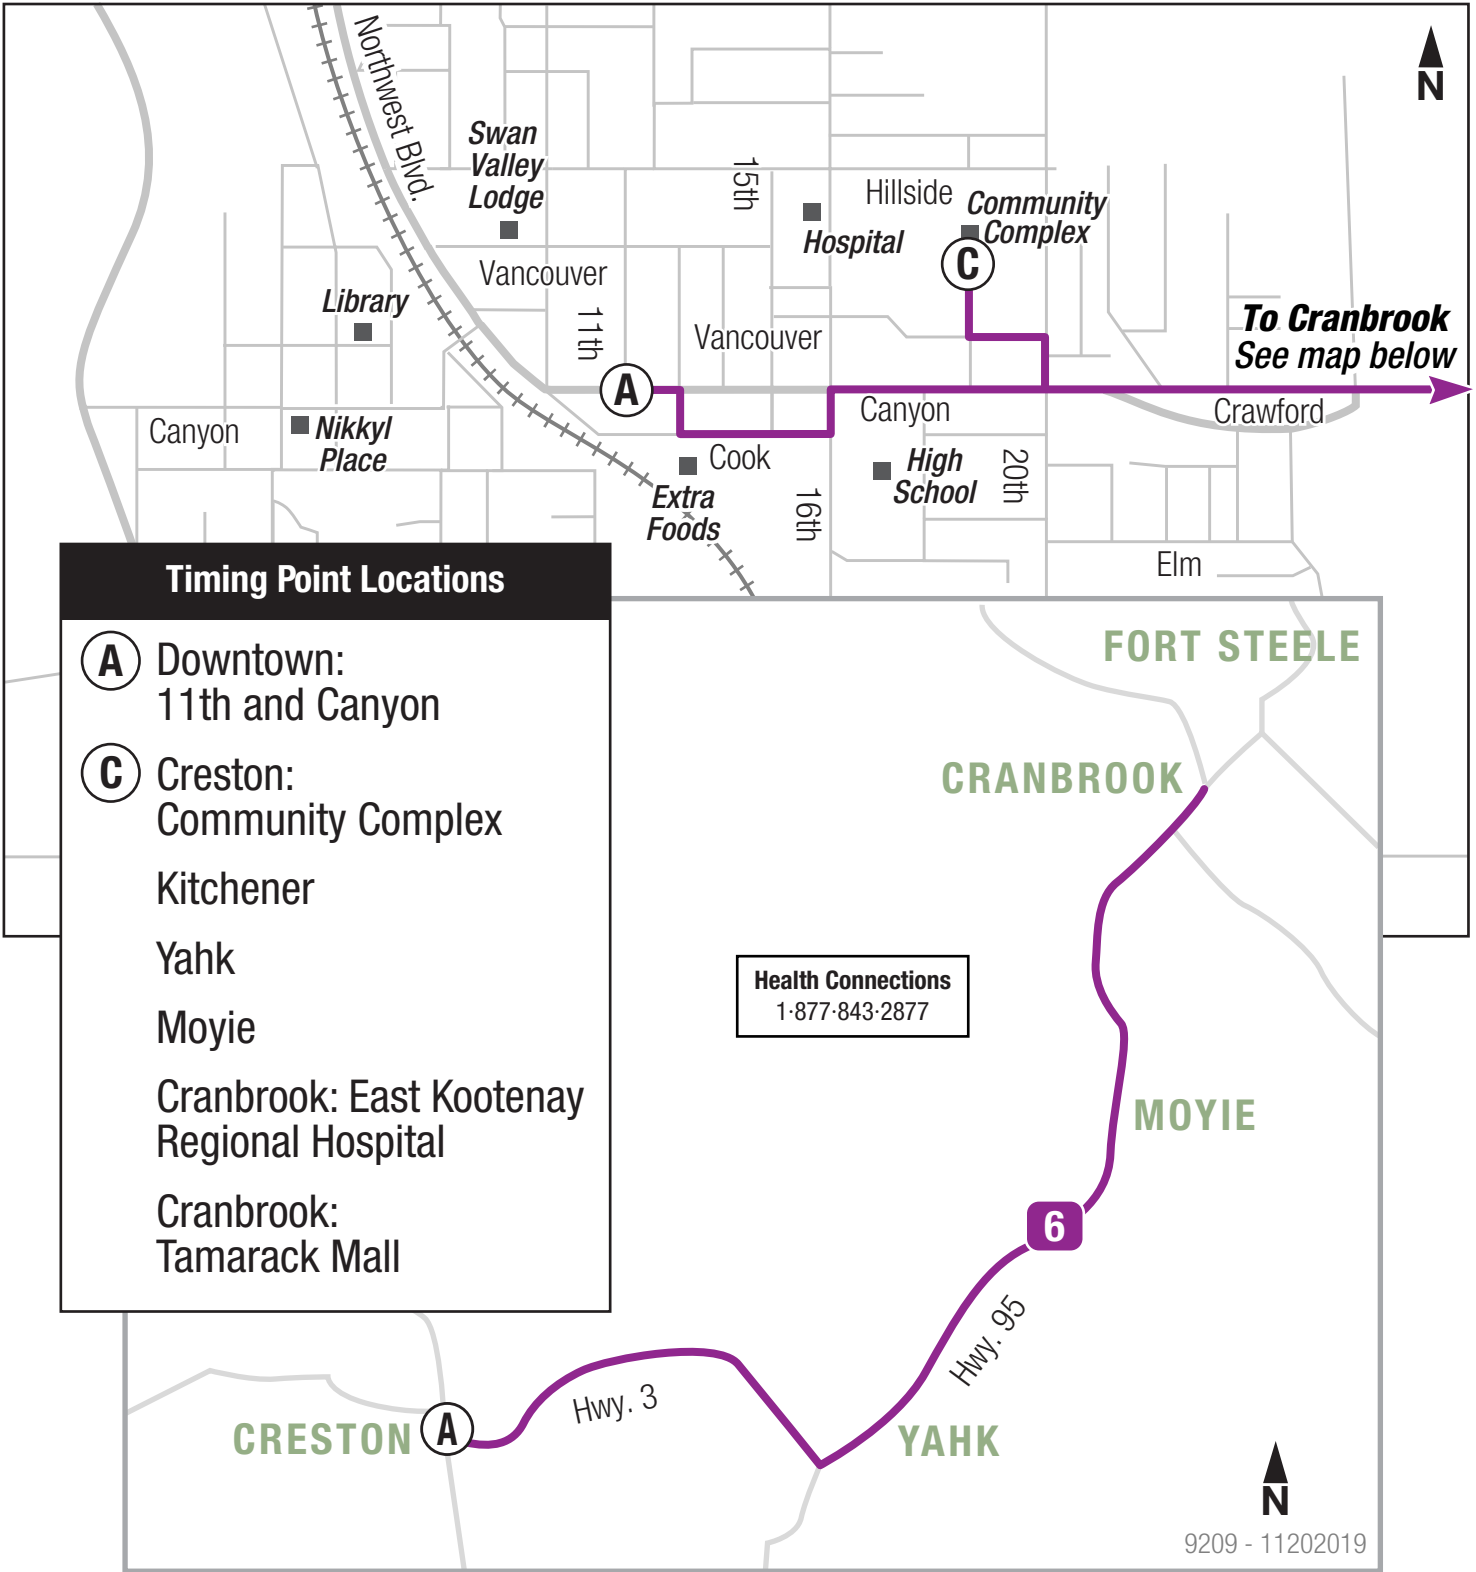 N
Northwest Blvd.
Swan
Valley
Lodge
15th
Hillside
Community
Complex
Hospital
C
Vancouver
Library
11th
Vancouver
To Cranbrook
See map below
A
Canyon
Crawford
Canyon
Nikkyl
Place
Cook
High
School
20th
Extra
Foods
16th
Elm
Timing Point Locations
A Downtown:
11th and Canyon
C Creston:
Community Complex
Kitchener
Yahk
Moyie
Cranbrook: East Kootenay
Regional Hospital
Cranbrook:
Tamarack Mall
FORT STEELE
CRANBROOK
Health Connections
1·877·843·2877
MOYIE
6
Hwy. 95
Hwy. 3
CRESTON
A
YAHK
N
9209 - 11202019